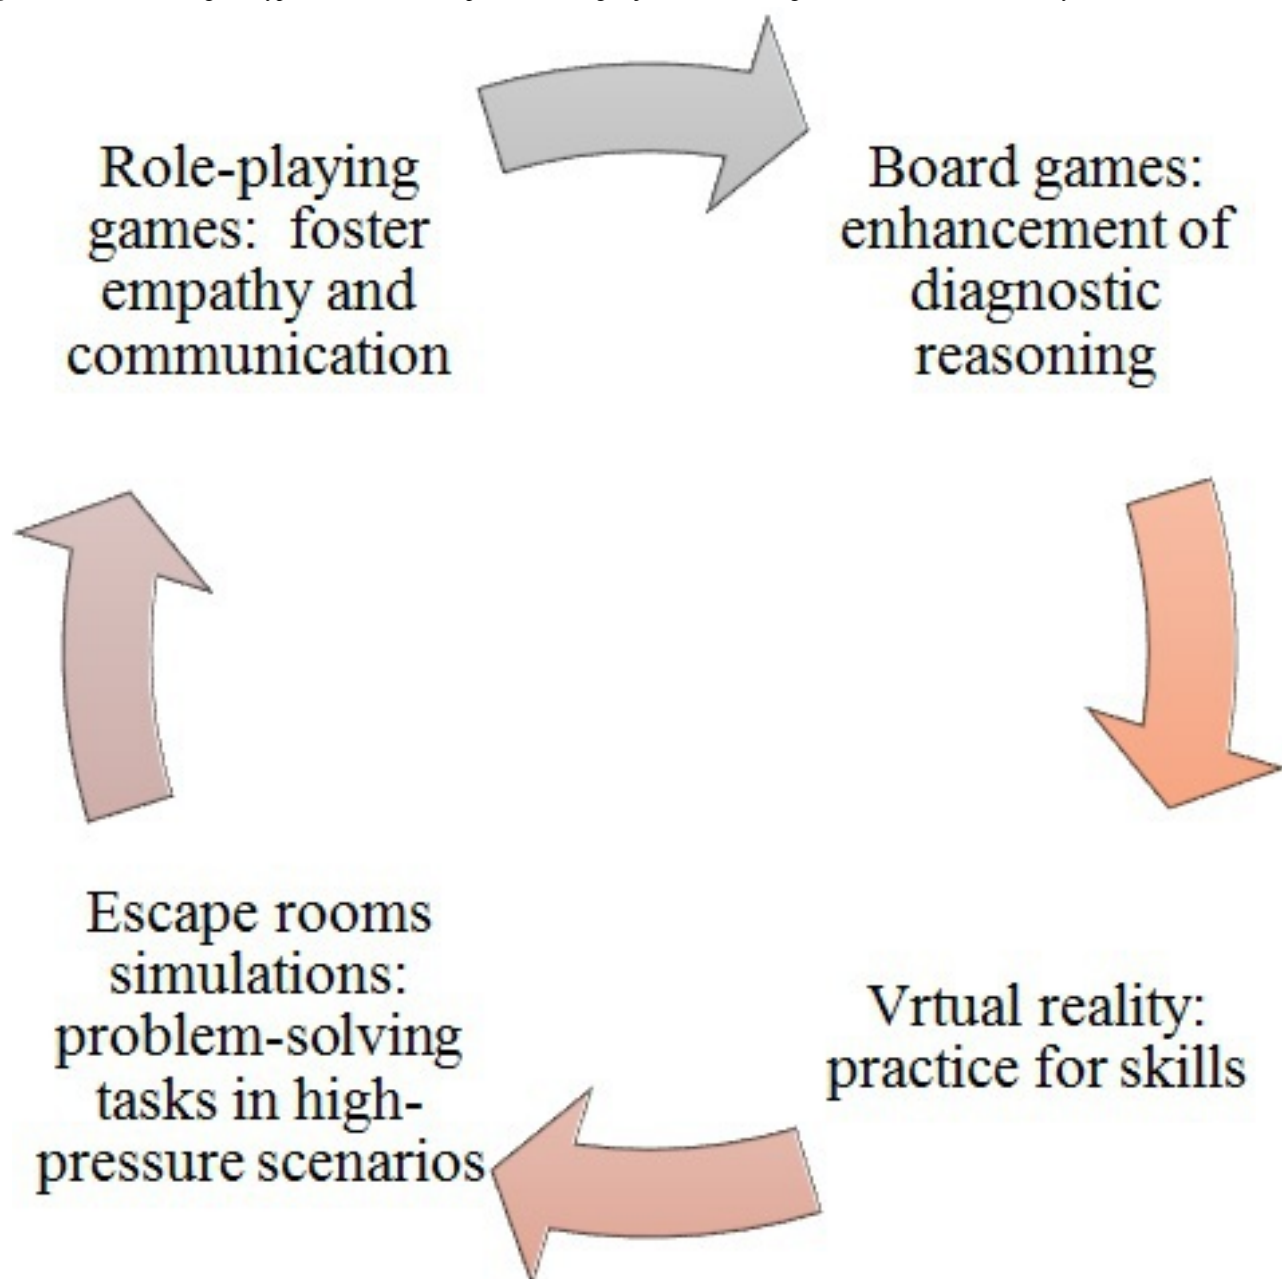 Role-playing
games:  foster
empathy and
communication
Board games:
enhancement of
diagnostic
reasoning
Vrtual reality:
practice for skills
Escape rooms
simulations:
problem-solving
tasks in high-
pressure scenarios